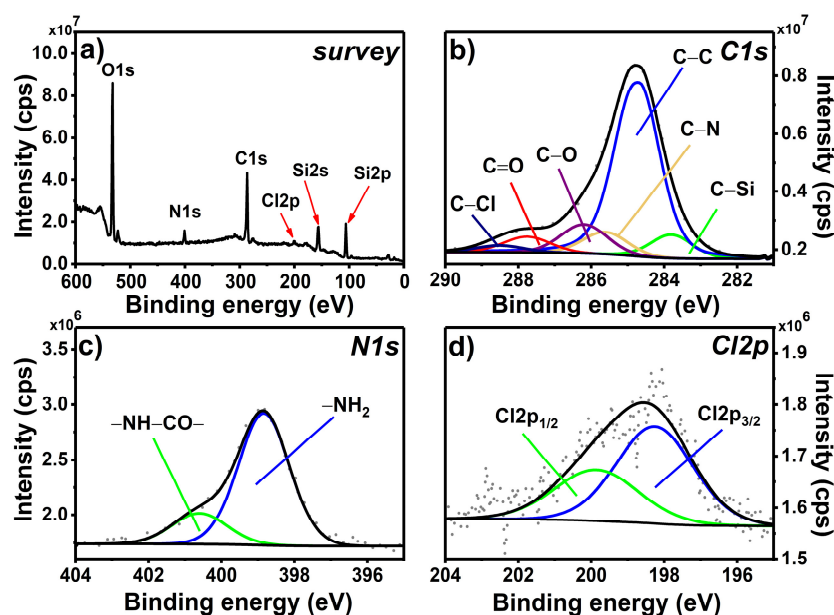 x10⁷
a)
survey
O1s
N1s
C1s
Cl2p
Si2s
Si2p
10.0
8.0
6.0
4.0
2.0
0.0
600 500 400 300 200 100 0
Intensity (cps)
Binding energy (eV)
x10⁷
b)
C1s
C–C
C–N
C–O
C=O
C–Cl
C–Si
0.8
0.6
0.4
0.2
290 288 286 284 282
Intensity (cps)
Binding energy (eV)
x10⁶
c)
N1s
–NH–CO–
–NH₂
3.5
3.0
2.5
2.0
404 402 400 398 396
Intensity (cps)
Binding energy (eV)
x10⁶
d)
Cl2p
Cl2p₁/₂
Cl2p₃/₂
1.9
1.8
1.7
1.6
1.5
204 202 200 198 196
Intensity (cps)
Binding energy (eV)